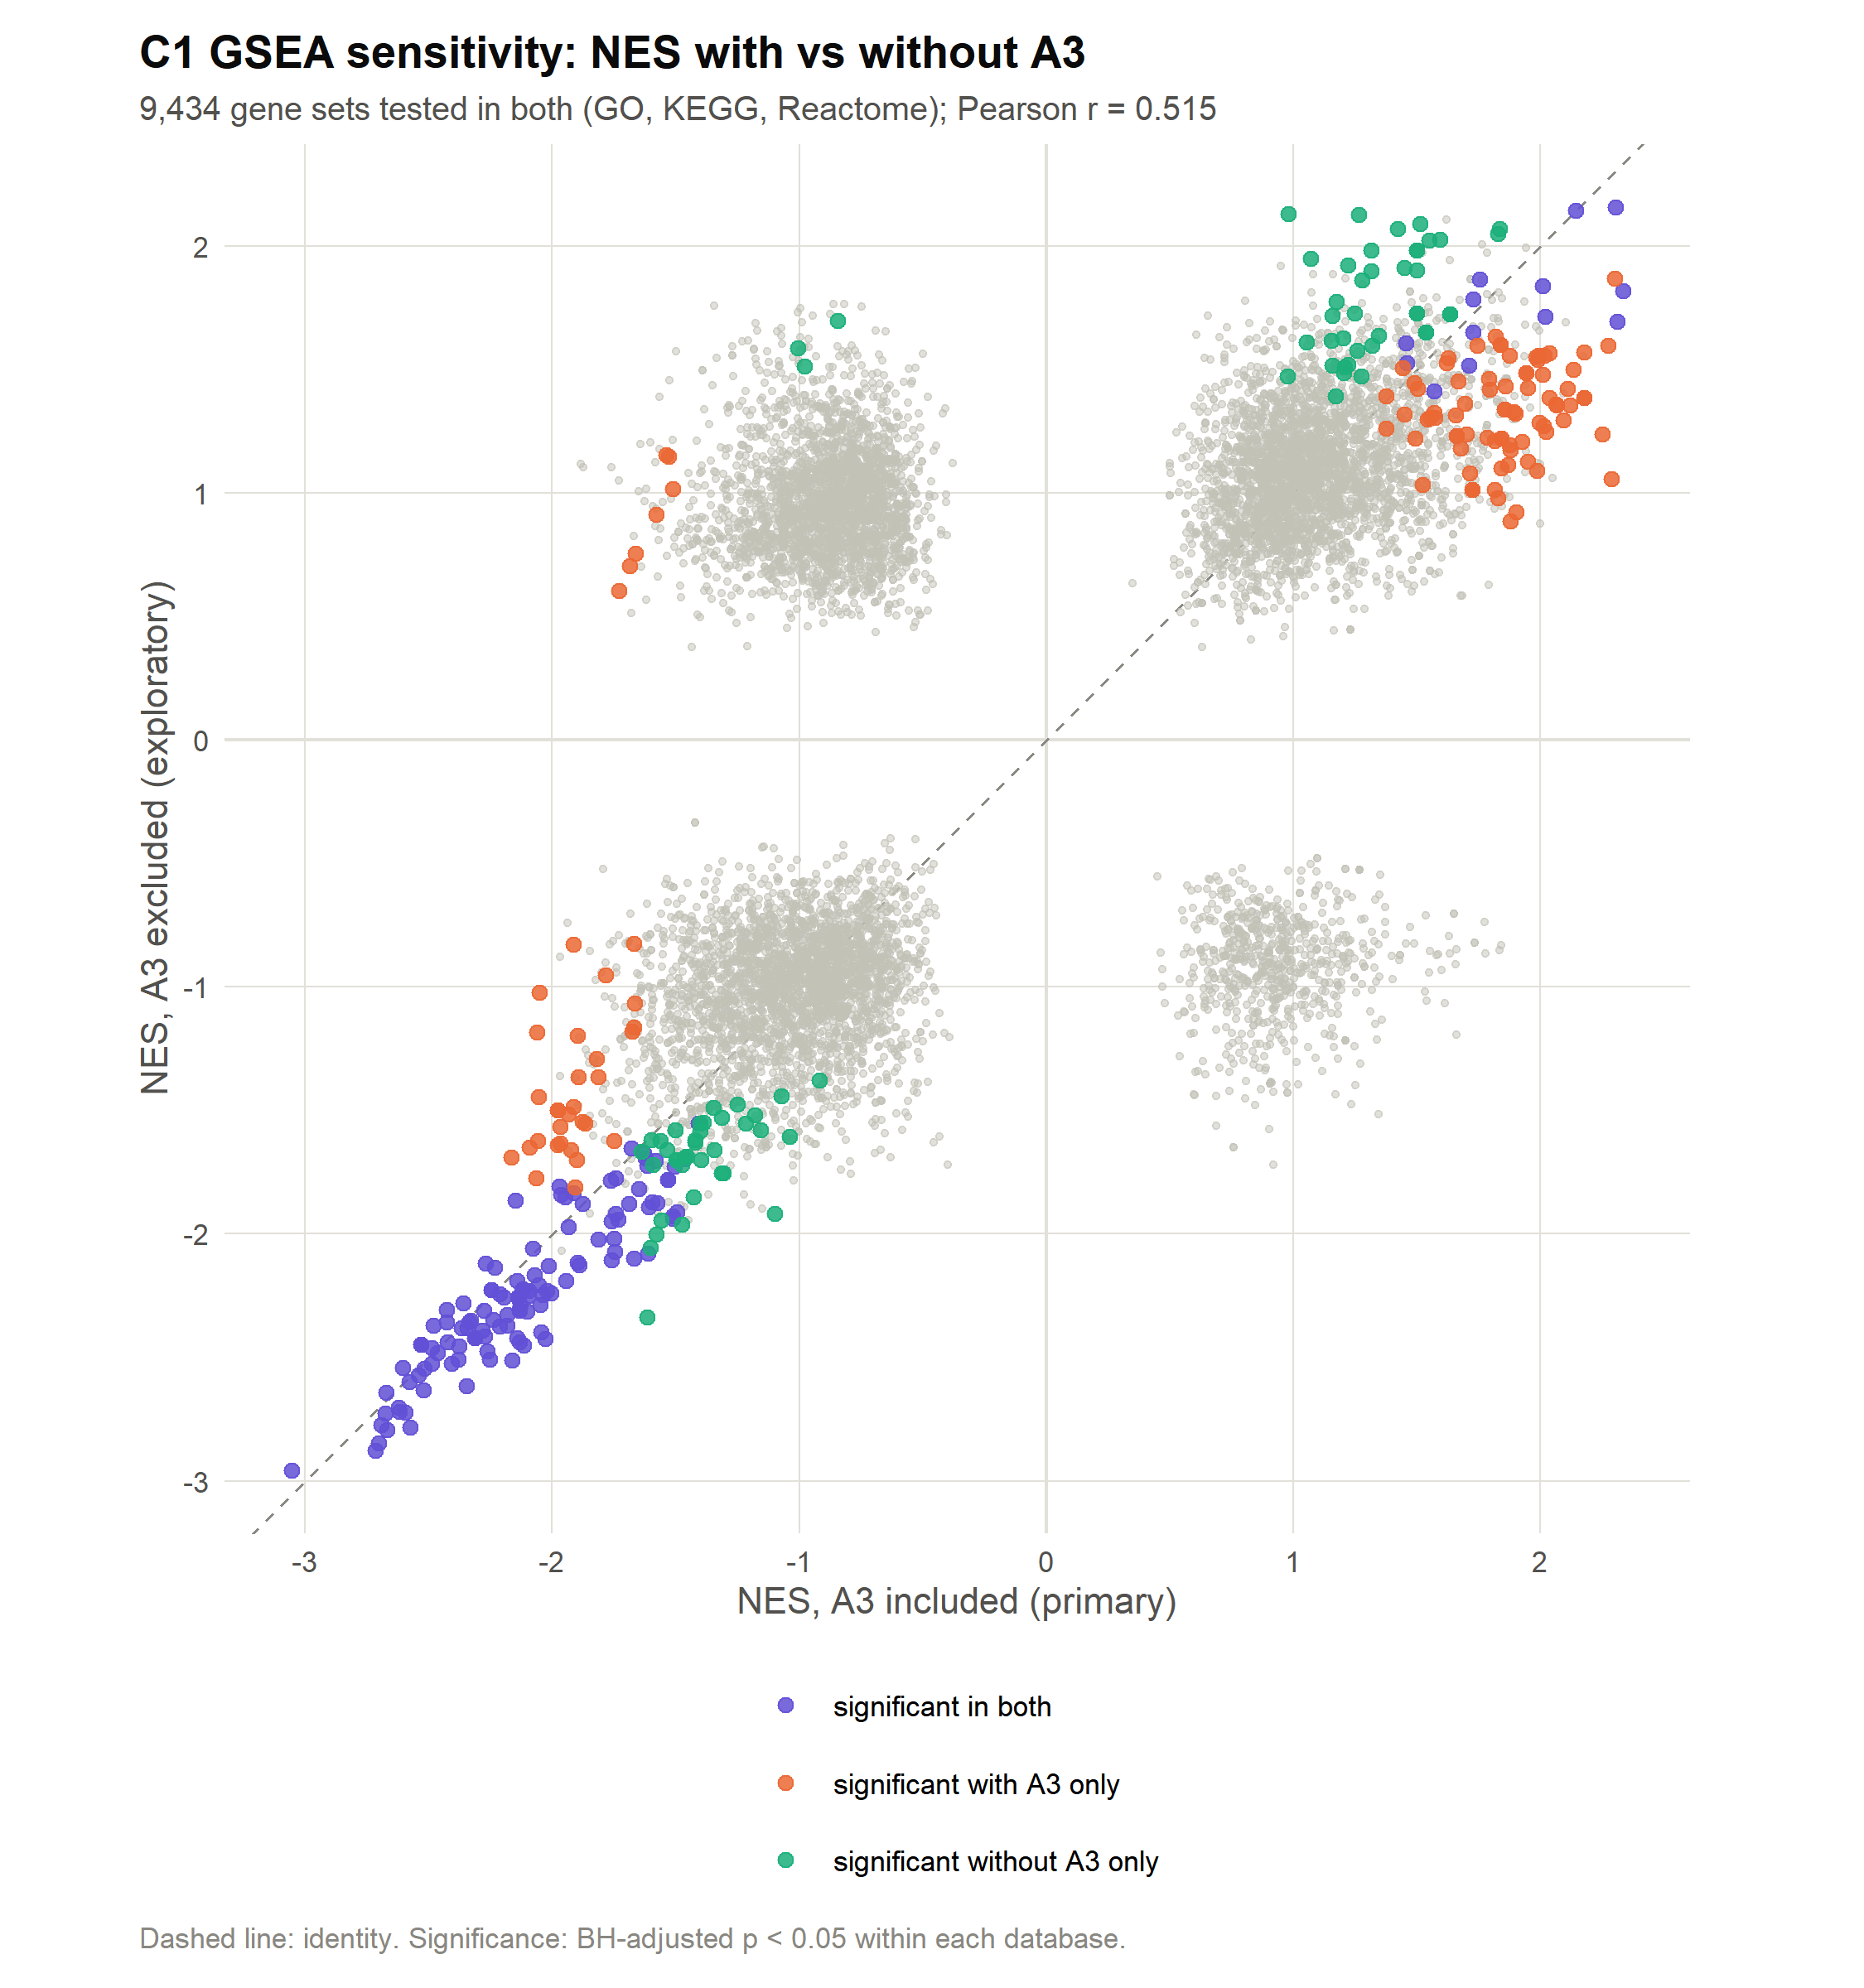 C1 GSEA sensitivity: NES with vs without A3
9,434 gene sets tested in both (GO, KEGG, Reactome); Pearson r = 0.515
NES, A3 excluded (exploratory)
2
1
0
-1
-2
-3
-3
-2
-1
0
1
2
NES, A3 included (primary)
significant in both
significant with A3 only
significant without A3 only
Dashed line: identity. Significance: BH-adjusted p < 0.05 within each database.